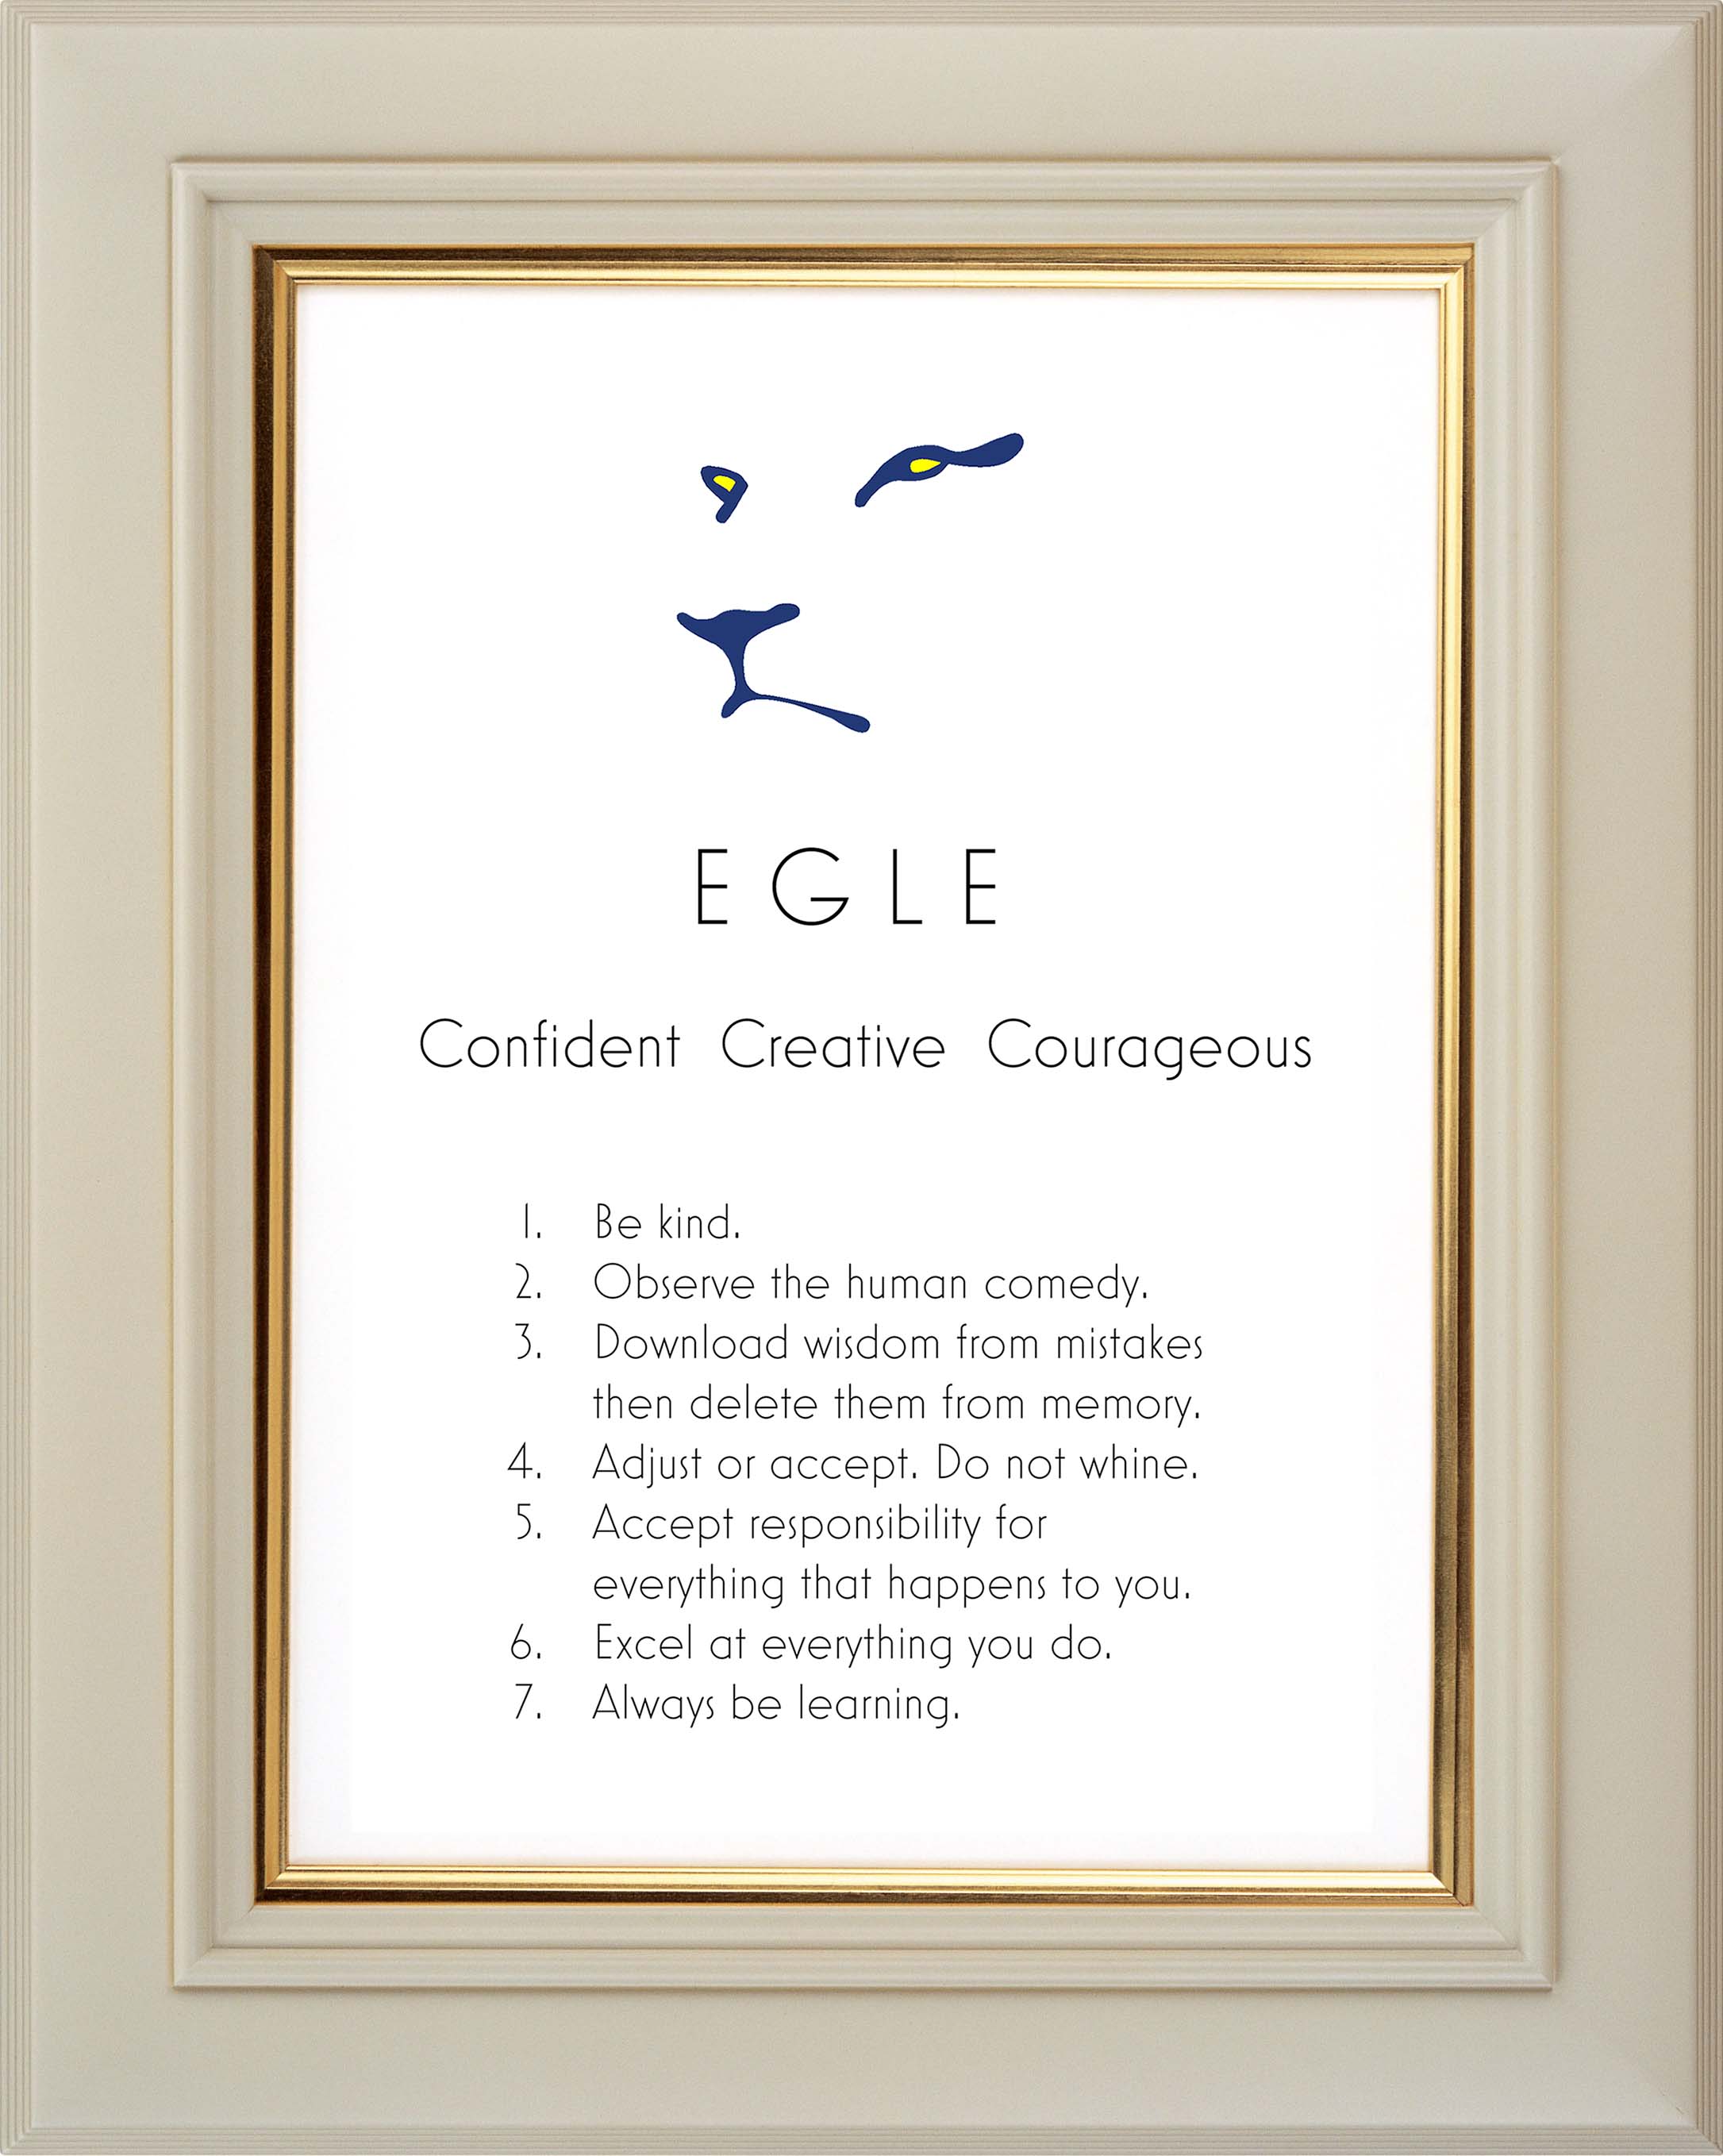 EGLE
Confident Creative Courageous
1. Be kind.
2. Observe the human comedy.
3. Download wisdom from mistakes
then delete them from memory.
4. Adjust or accept. Do not whine.
5. Accept responsibility for
everything that happens to you.
6. Excel at everything you do.
7. Always be learning.